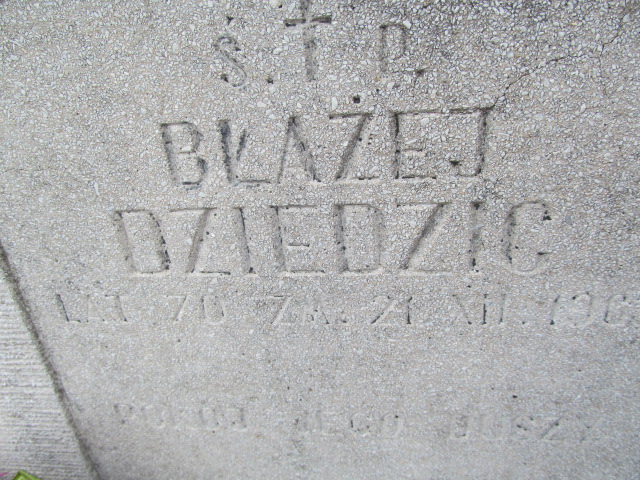 Ś. † P.
BŁAŻEJ
DZIEDZIC
LAT 70 ZM. 21 XII. 196
POKÓJ JEGO DUSZY